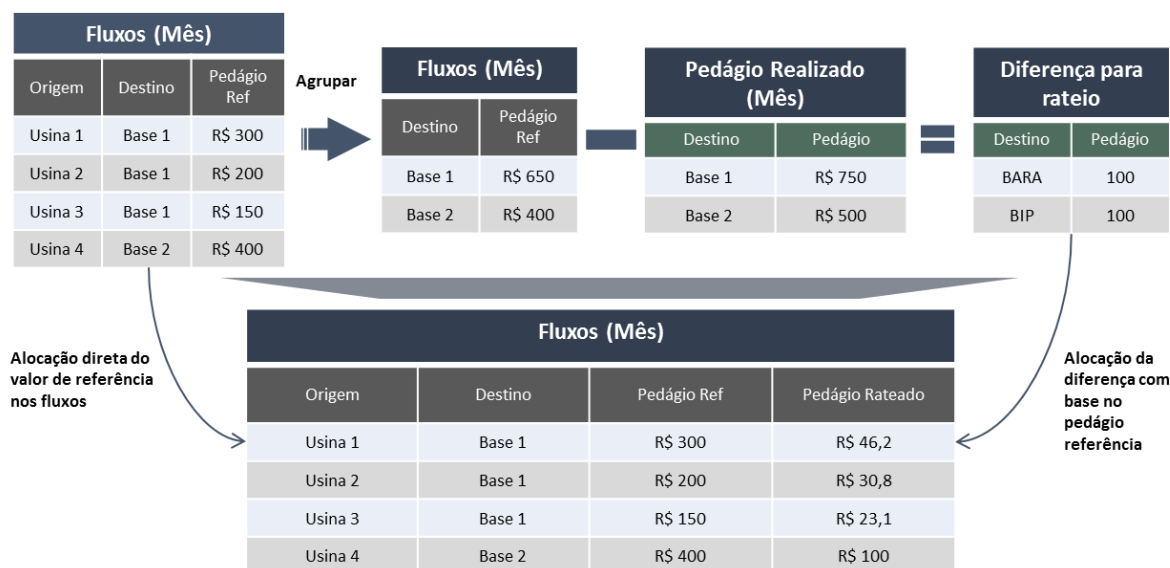 Fluxos (Mês)
Origem
Destino
Pedágio
Ref
Usina 1
Base 1
R$ 300
Usina 2
Base 1
R$ 200
Usina 3
Base 1
R$ 150
Usina 4
Base 2
R$ 400
Agrupar
Fluxos (Mês)
Destino
Pedágio
Ref
Base 1
R$ 650
Base 2
R$ 400
Pedágio Realizado
(Mês)
Destino
Pedágio
Base 1
R$ 750
Base 2
R$ 500
Diferença para
rateio
Destino
Pedágio
BARA
100
BIP
100
Alocação direta do
valor de referência
nos fluxos
Fluxos (Mês)
Origem
Destino
Pedágio Ref
Pedágio Rateado
Usina 1
Base 1
R$ 300
R$ 46,2
Usina 2
Base 1
R$ 200
R$ 30,8
Usina 3
Base 1
R$ 150
R$ 23,1
Usina 4
Base 2
R$ 400
R$ 100
Alocação da
diferença com
base no
pedágio
referência